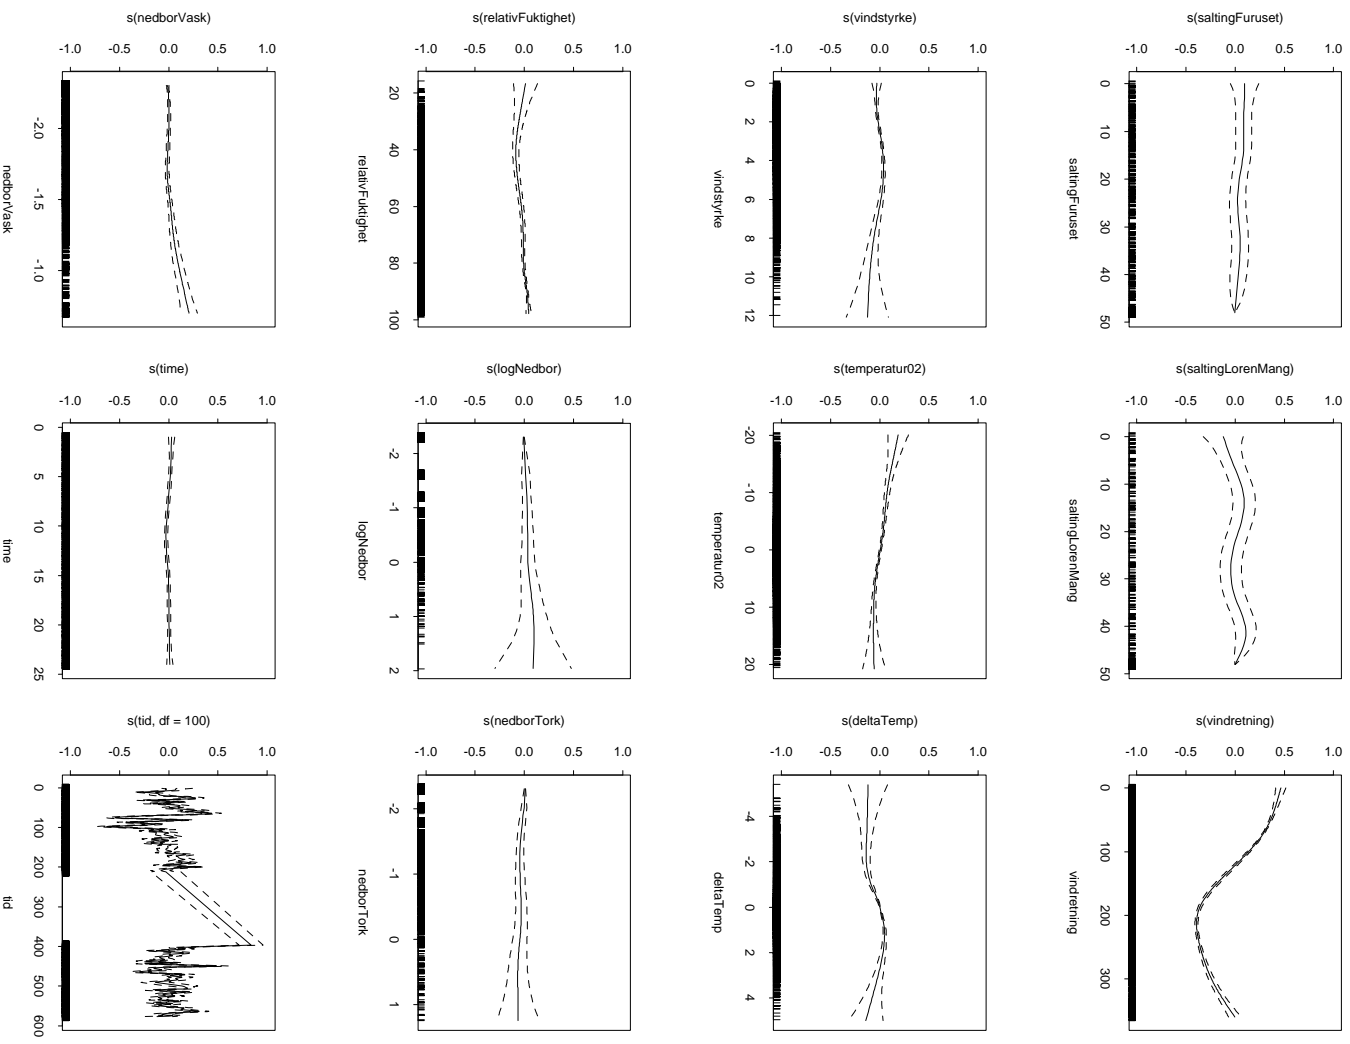 s(nedborVask)
-1.0 -0.5 0.0 0.5 1.0
-2.0 -1.5 -1.0
nedborVask
s(relativFuktighet)
-1.0 -0.5 0.0 0.5 1.0
20 40 60 80 100
relativFuktighet
s(vindstyrke)
-1.0 -0.5 0.0 0.5 1.0
0 2 4 6 8 10 12
vindstyrke
s(saltingFuruset)
-1.0 -0.5 0.0 0.5 1.0
0 10 20 30 40 50
saltingFuruset
s(time)
-1.0 -0.5 0.0 0.5 1.0
0 5 10 15 20 25
time
s(logNedbor)
-1.0 -0.5 0.0 0.5 1.0
-2 -1 0 1 2
logNedbor
s(temperatur02)
-1.0 -0.5 0.0 0.5 1.0
-20 -10 0 10 20
temperatur02
s(saltingLorenMang)
-1.0 -0.5 0.0 0.5 1.0
0 10 20 30 40 50
saltingLorenMang
s(tid, df = 100)
-1.0 -0.5 0.0 0.5 1.0
0 100 200 300 400 500 600
tid
s(nedborTork)
-1.0 -0.5 0.0 0.5 1.0
-2 -1 0 1
nedborTork
s(deltaTemp)
-1.0 -0.5 0.0 0.5 1.0
-4 -2 0 2 4
deltaTemp
s(vindretning)
-1.0 -0.5 0.0 0.5 1.0
0 100 200 300
vindretning